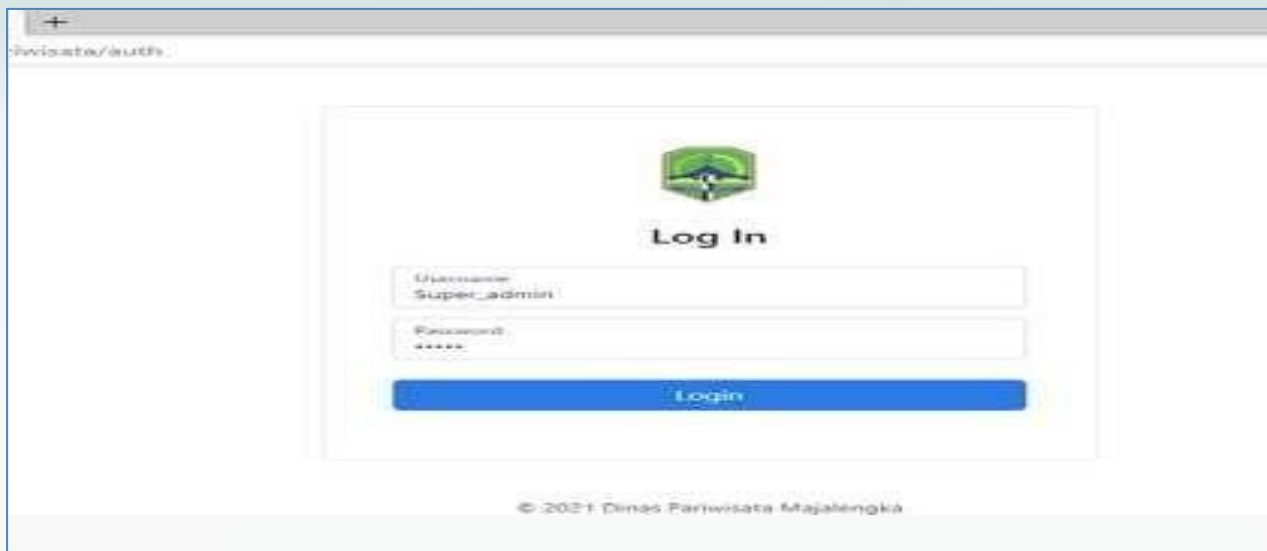 +
iwisata/auth
Log In
Username
Super_admin
Password
•••••
Login
© 2021 Dinas Pariwisata Majalengka